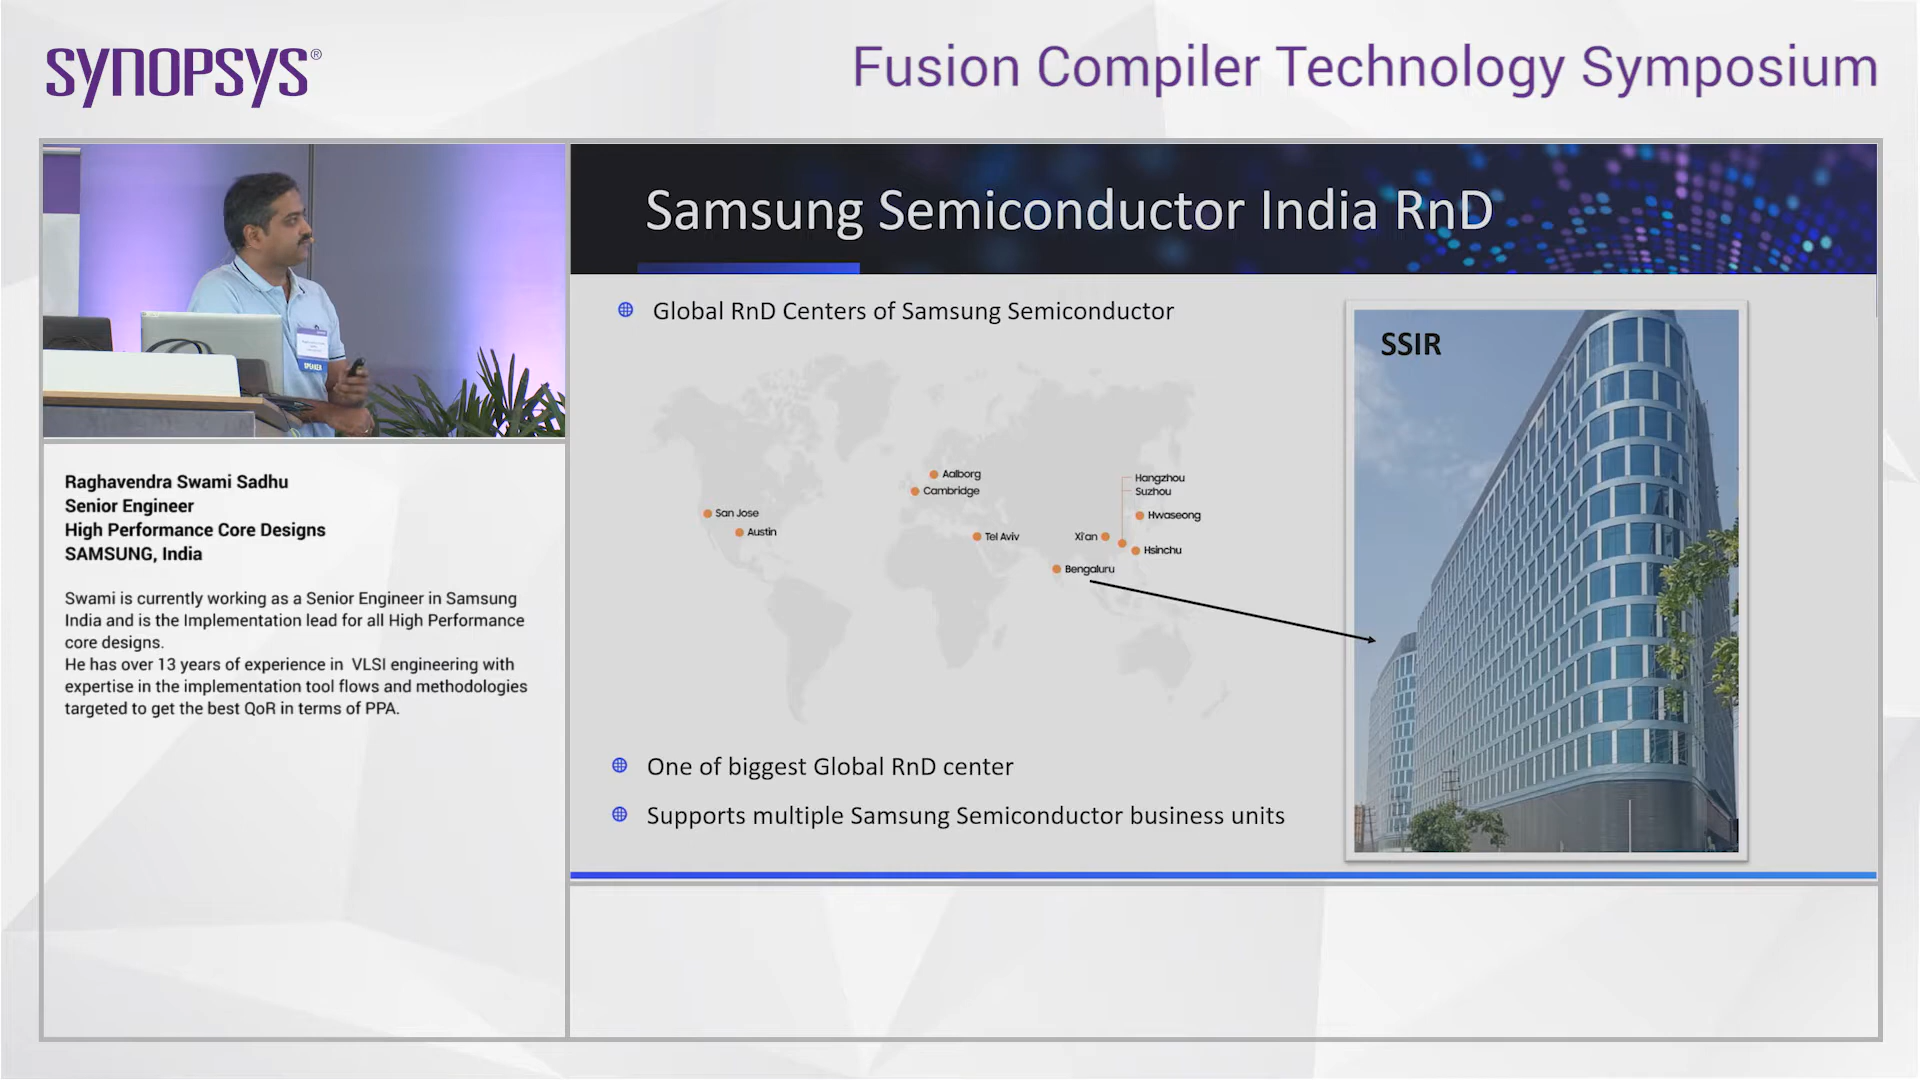 SYNOPSYS®
Fusion Compiler Technology Symposium
SPEAKER
Raghavendra Swami Sadhu
Senior Engineer
High Performance Core Designs
SAMSUNG, India
Swami is currently working as a Senior Engineer in Samsung
India and is the Implementation lead for all High Performance
core designs.
He has over 13 years of experience in VLSI engineering with
expertise in the implementation tool flows and methodologies
targeted to get the best QoR in terms of PPA.
Samsung Semiconductor India RnD
Global RnD Centers of Samsung Semiconductor
Aalborg
Cambridge
San Jose
Austin
Tel Aviv
Hangzhou
Suzhou
Hwaseong
Xi'an
Hsinchu
Bengaluru
SSIR
One of biggest Global RnD center
Supports multiple Samsung Semiconductor business units